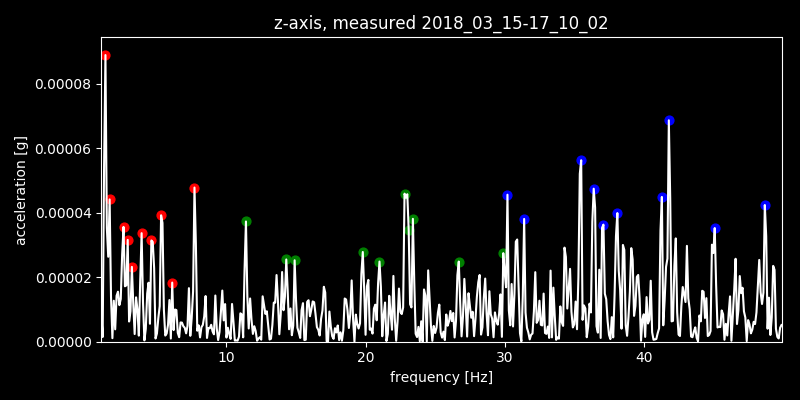 z-axis, measured 2018_03_15-17_10_02
0.00008
0.00006
0.00004
0.00002
0.00000
acceleration [g]
10 20 30 40
frequency [Hz]